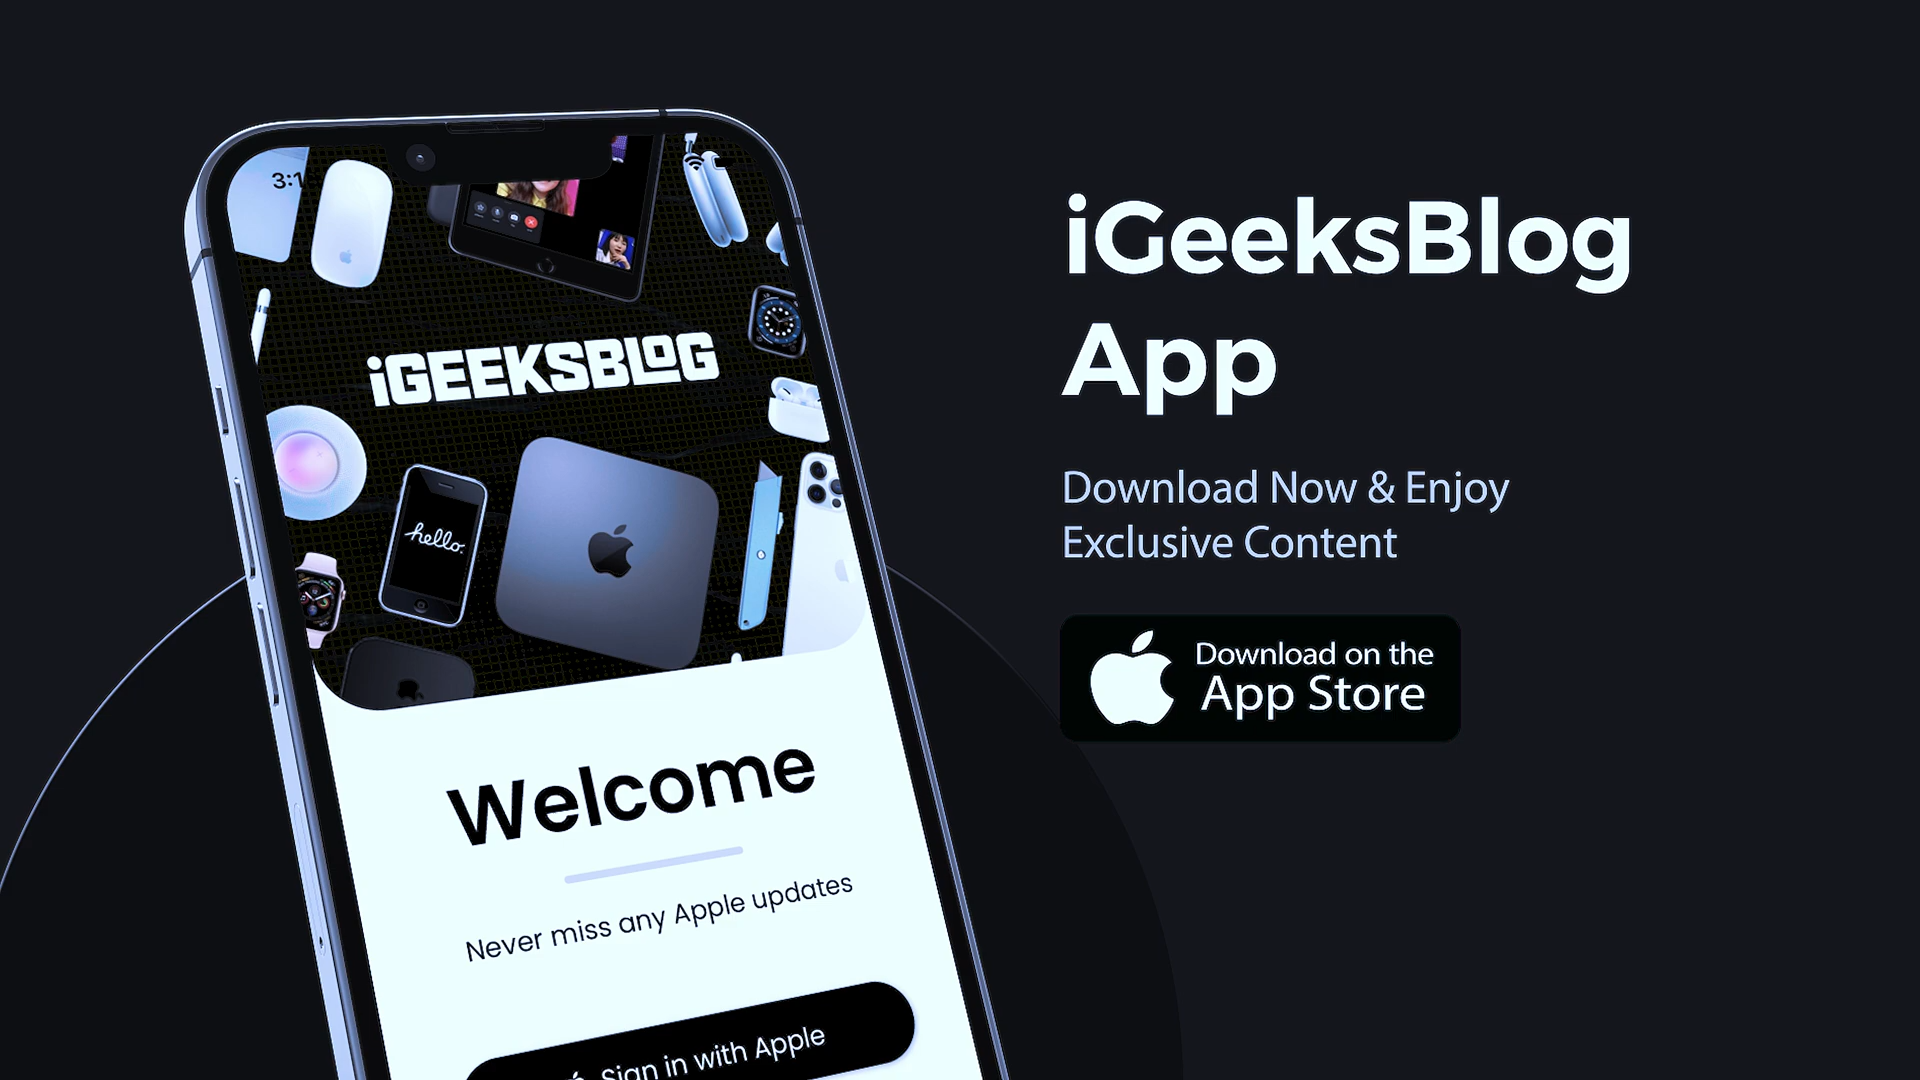 3:1
iGEEKSBLOG
hello.
Welcome
Never miss any Apple updates
Sign in with Apple
iGeeksBlog
App
Download Now & Enjoy
Exclusive Content
Download on the
App Store